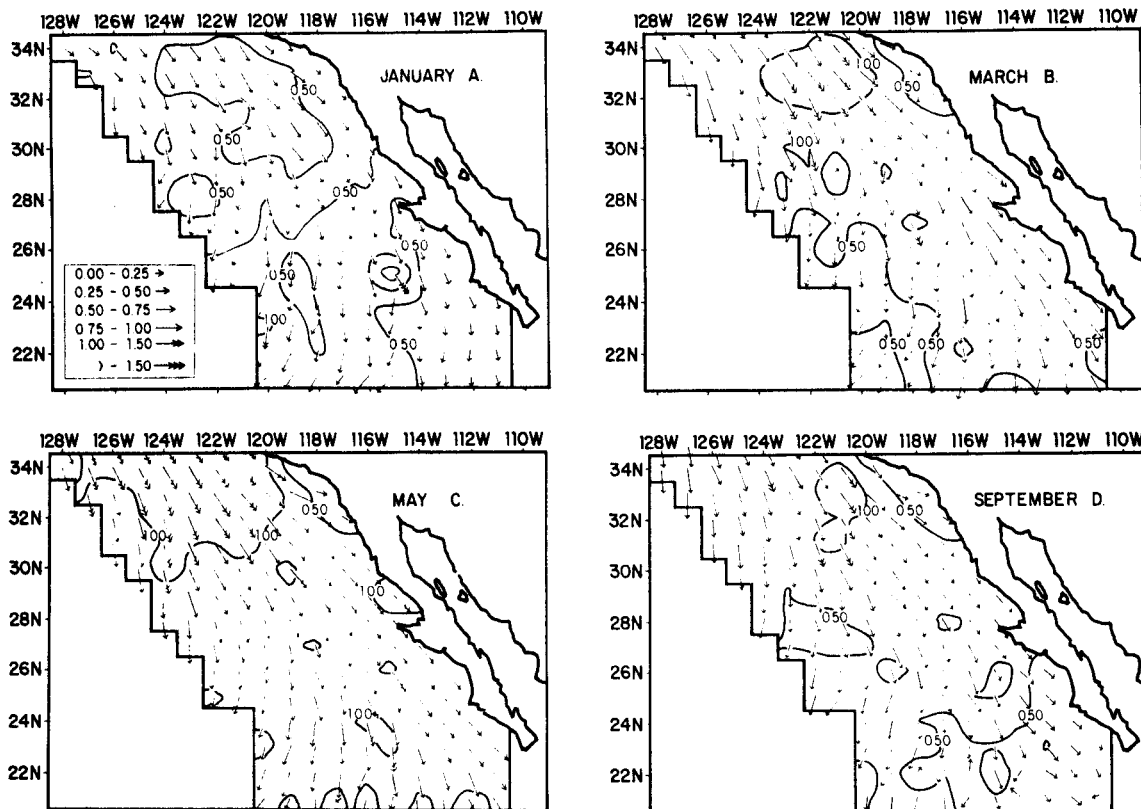 128W 126W 124W 122W 120W 118W 116W 114W 112W 110W
34N
32N
30N
28N
26N
24N
22N
JANUARY A.
0.50
0.50
0.50
0.50
0.50
0.50
1.00
0.50
0.00 - 0.25
0.25 - 0.50
0.50 - 0.75
0.75 - 1.00
1.00 - 1.50
) - 1.50
128W 126W 124W 122W 120W 118W 116W 114W 112W 110W
34N
32N
30N
28N
26N
24N
22N
MARCH B.
1.00
0.50
1.00
0.50
0.50
0.50
0.50
128W 126W 124W 122W 120W 118W 116W 114W 112W 110W
34N
32N
30N
28N
26N
24N
22N
MAY C.
0.50
1.00
1.00
1.00
1.00
128W 126W 124W 122W 120W 118W 116W 114W 112W 110W
34N
32N
30N
28N
26N
24N
22N
SEPTEMBER D.
1.00
0.50
0.50
0.50
0.50